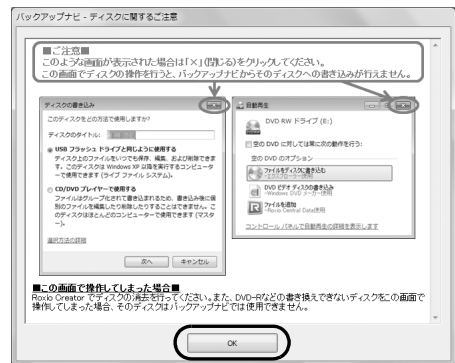 バックアップナビ - ディスクに関するご注意
■ご注意■
このような画面が表示された場合は「×」(閉じる)をクリックしてください。
この画面でディスクの操作を行うと、バックアップナビからそのディスクへの書き込みが行えません。
ディスクの書き込み
このディスクをどの方法で使用しますか?
ディスクのタイトル:
USB フラッシュ ドライブと同じように使用する
ディスク上のファイルをいつでも保存、編集、および削除できます。このディスクは Windows XP 以降を実行するコンピューターで使用できます (ライブ ファイル システム)。
CD/DVD プレイヤーで使用する
ファイルはグループ化されて書き込まれるため、書き込み後に個別のファイルを編集したり削除したりすることはできません。このディスクはほとんどのコンピューターで使用できます (マスター)。
選択方法の詳細
次へ
キャンセル
自動再生
DVD RW ドライブ (E:)
空の DVD に対しては常に次の動作を行う:
空の DVD のオプション
ファイルをディスクに書き込む
-エクスプローラー使用
DVD ビデオ ディスクの書き込み
-Windows DVD メーカー使用
ファイルを追加
-Roxio Central Data使用
コントロール パネルで自動再生の詳細を表示します
■この画面で操作してしまった場合■
Roxio Creator でディスクの消去を行ってください。また、DVD-Rなどの書き換えできないディスクをこの画面で
操作してしまった場合、そのディスクはバックアップナビでは使用できません。
OK